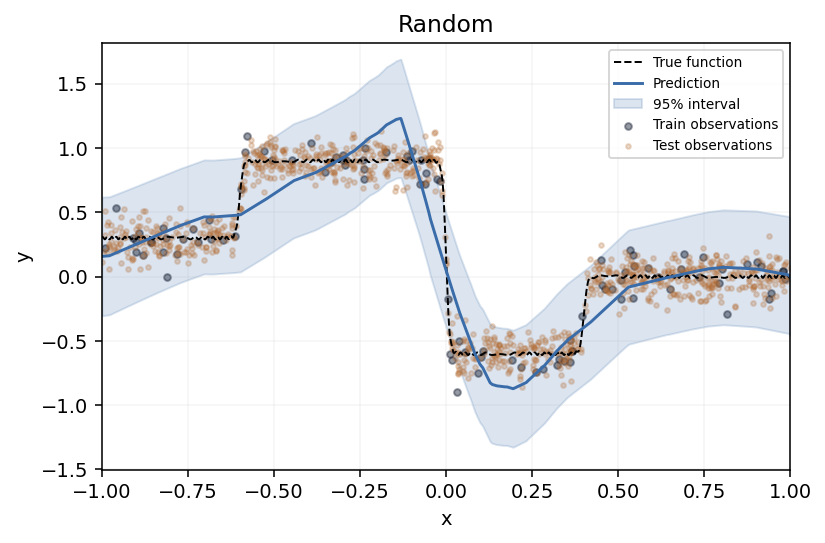 Random
True function
Prediction
95% interval
Train observations
Test observations
y
1.5
1.0
0.5
0.0
−0.5
−1.0
−1.5
−1.00 −0.75 −0.50 −0.25 0.00 0.25 0.50 0.75 1.00
x